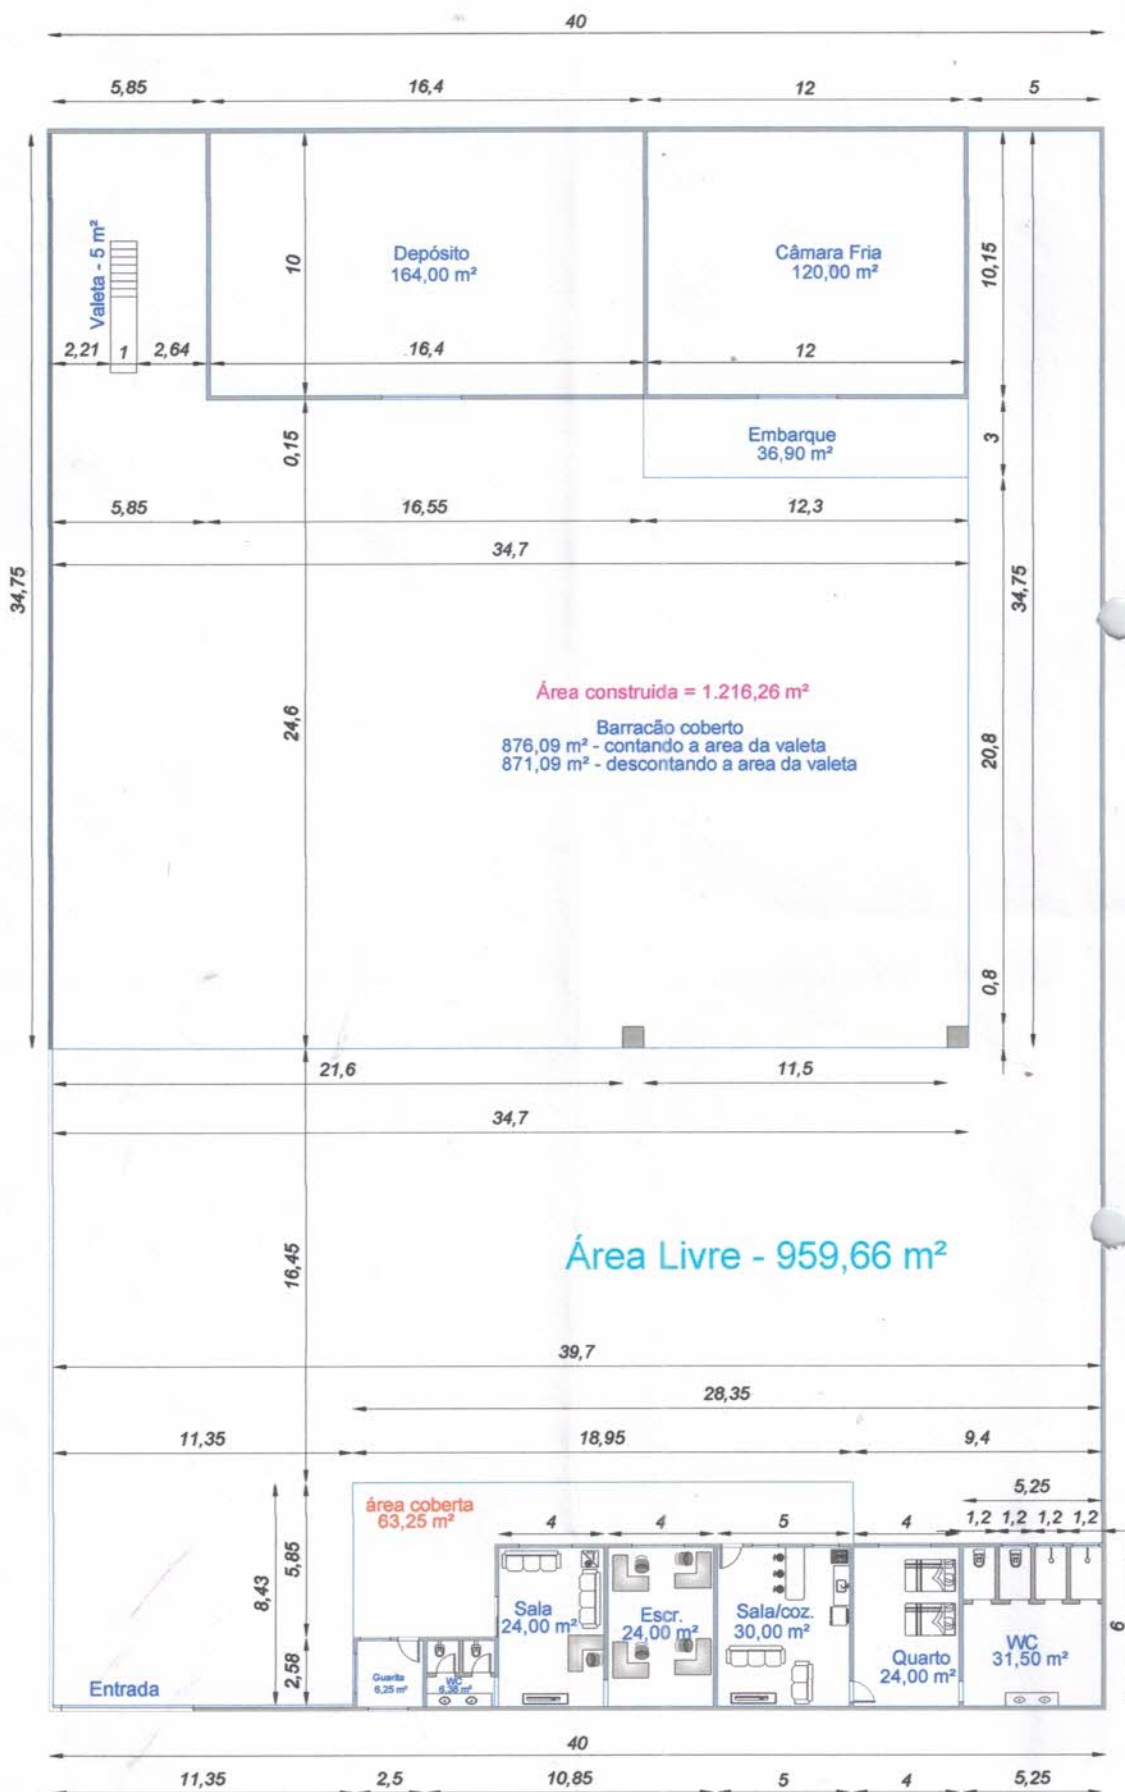 40
5,85 16,4 12 5
Valeta - 5 m²
10
Depósito
164,00 m²
Câmara Fria
120,00 m²
10,15
2,21 1 2,64 16,4 12
0,15
Embarque
36,90 m²
3
5,85 16,55 12,3
34,7
34,75
34,75
Área construida = 1.216,26 m²
Barracão coberto
876,09 m² - contando a area da valeta
871,09 m² - descontando a area da valeta
24,6
20,8
0,8
21,6 11,5
34,7
16,45
Área Livre - 959,66 m²
39,7
28,35
11,35 18,95 9,4
5,25
área coberta
63,25 m²
4 4 5 4 1,2 1,2 1,2 1,2
8,43
5,85
2,58
Sala
24,00 m²
Escr.
24,00 m²
Sala/coz.
30,00 m²
Quarto
24,00 m²
WC
31,50 m²
6
Entrada
Guarita
6,25 m²
WC
6,38 m²
40
11,35 2,5 10,85 5 4 5,25